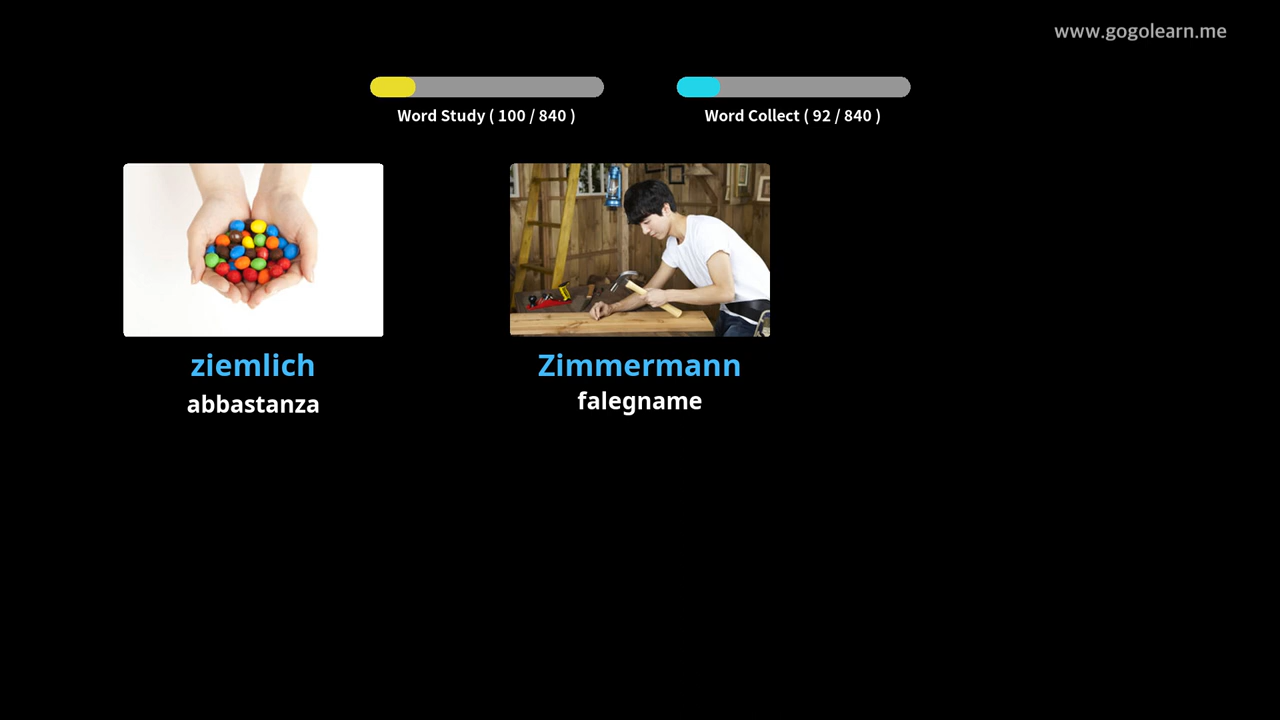 www.gogolearn.me
Word Study ( 100 / 840 )
Word Collect ( 92 / 840 )
ziemlich
abbastanza
Zimmermann
falegname